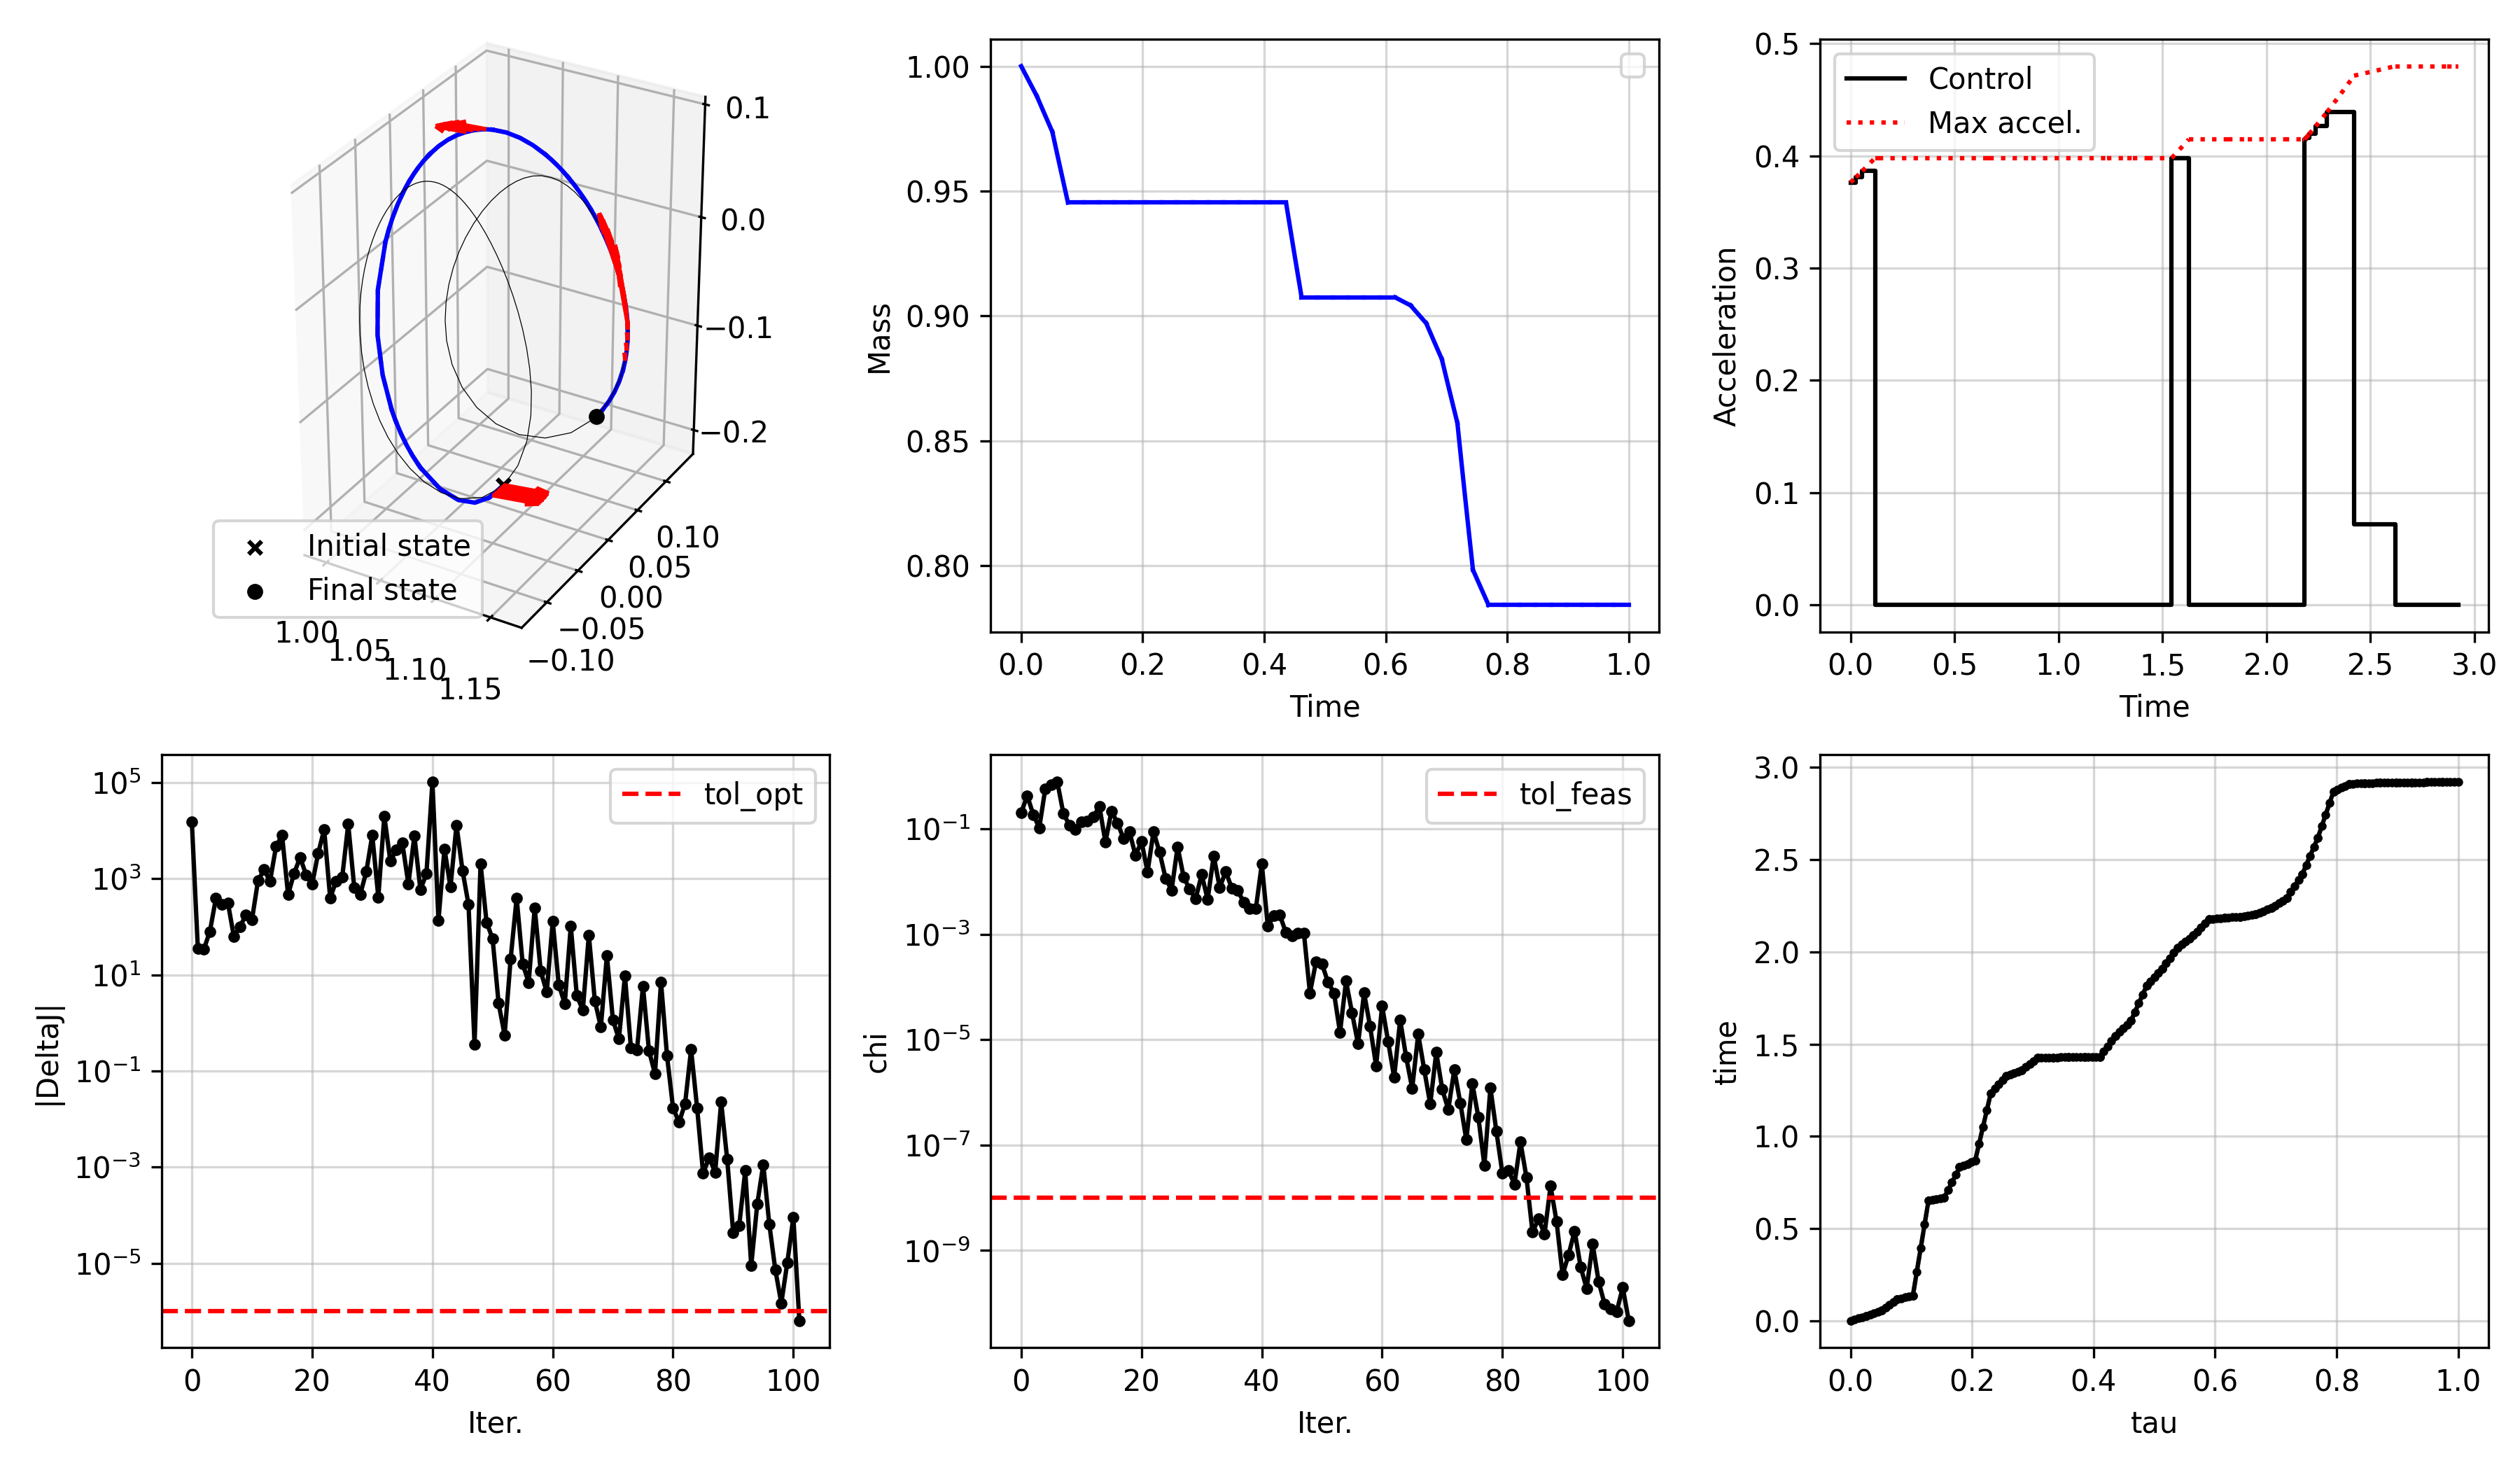 0.1
0.0
−0.1
−0.2
0.10
0.05
0.00
−0.05
−0.10
1.00
1.05
1.10
1.15
Initial state
Final state
1.00
0.95
0.90
0.85
0.80
Mass
0.0 0.2 0.4 0.6 0.8 1.0
Time
0.5
0.4
0.3
0.2
0.1
0.0
Acceleration
Control
Max accel.
0.0 0.5 1.0 1.5 2.0 2.5 3.0
Time
10⁵
10³
10¹
10⁻¹
10⁻³
10⁻⁵
|DeltaJ|
tol_opt
0 20 40 60 80 100
Iter.
10⁻¹
10⁻³
10⁻⁵
10⁻⁷
10⁻⁹
chi
tol_feas
0 20 40 60 80 100
Iter.
3.0
2.5
2.0
1.5
1.0
0.5
0.0
time
0.0 0.2 0.4 0.6 0.8 1.0
tau